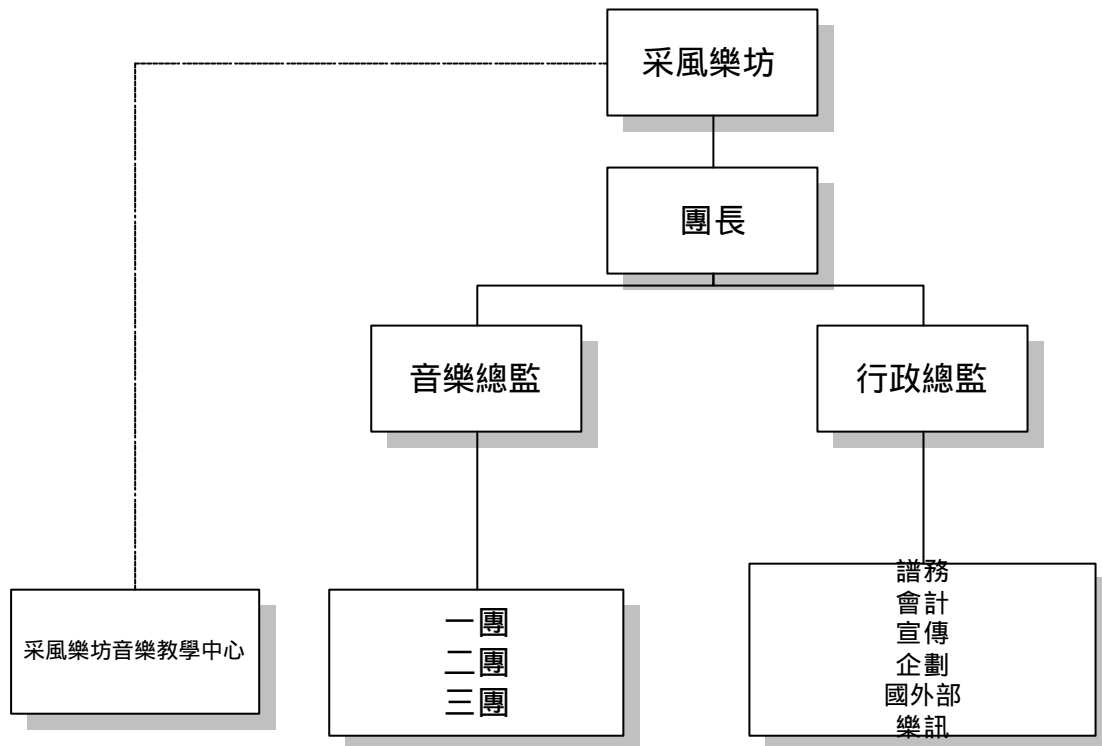 采風樂坊
團長
音樂總監
行政總監
采風樂坊音樂教學中心
一團
二團
三團
譜務
會計
宣傳
企劃
國外部
樂訊